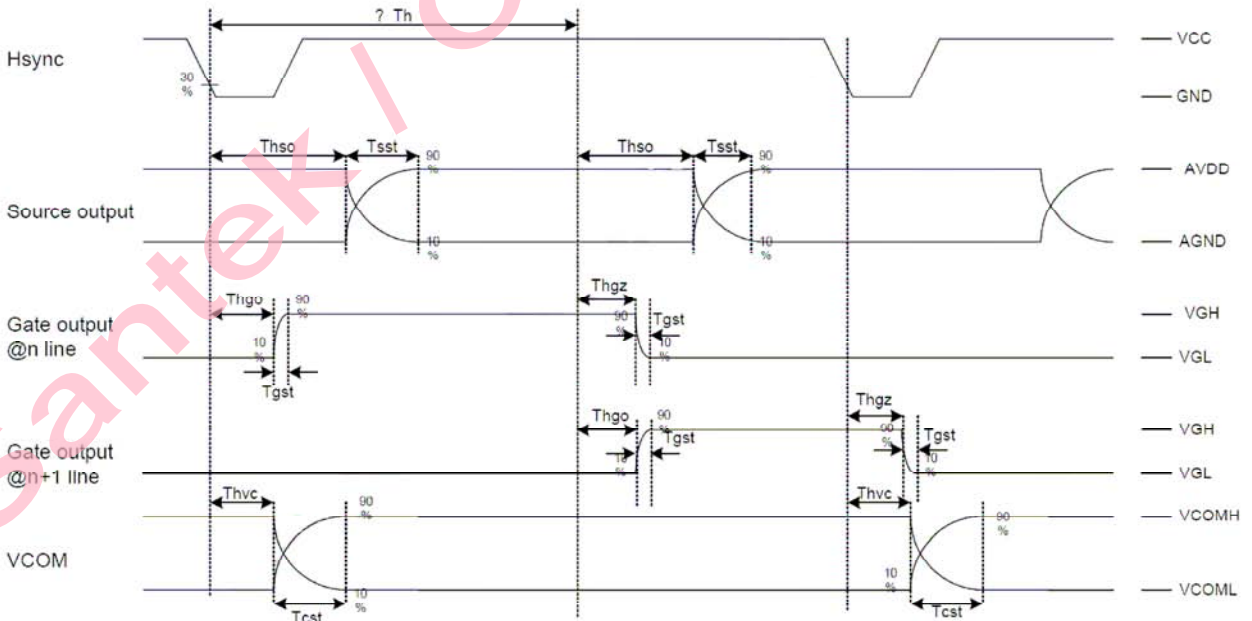 ? Th
Hsync
30
%
VCC
GND
Thso
Tsst
90
%
Thso
Tsst
90
%
AVDD
Source output
10
%
10
%
AGND
Thgo
90
%
Thgz
90
%
Tgst
VGH
Gate output
@n line
10
%
10
%
VGL
Tgst
Thgo
90
%
Tgst
Thgz
90
%
Tgst
VGH
Gate output
@n+1 line
10
%
10
%
VGL
Thvc
90
%
Thvc
90
%
VCOMH
VCOM
10
%
10
%
VCOML
Tcst
Tcst
Santek /